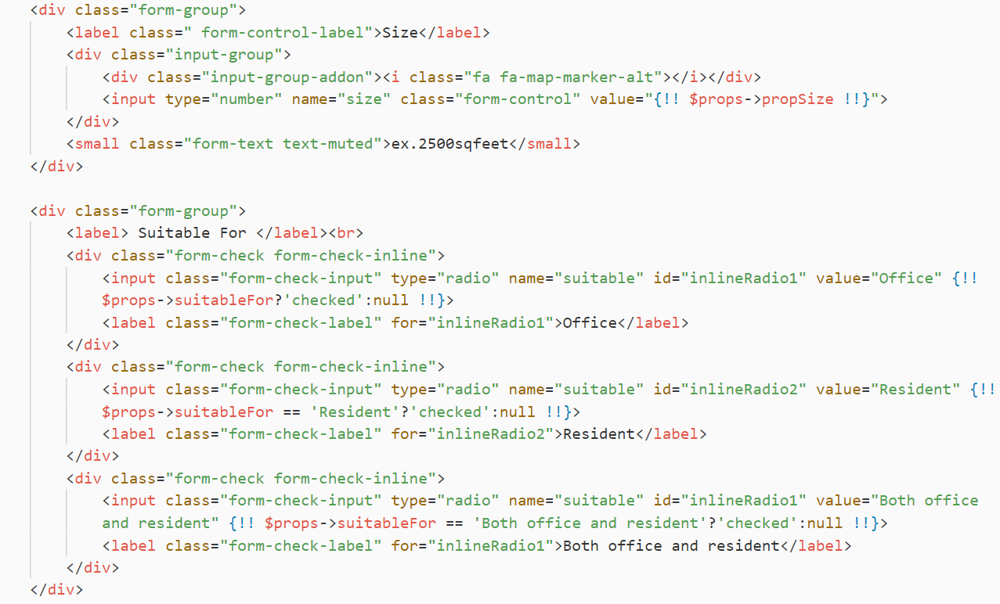 <div class="form-group">
<label class=" form-control-label">Size</label>
<div class="input-group">
<div class="input-group-addon"><i class="fa fa-map-marker-alt"></i></div>
<input type="number" name="size" class="form-control" value="{!! $props->propSize !!}">
</div>
<small class="form-text text-muted">ex.2500sqfeet</small>
</div>
<div class="form-group">
<label> Suitable For </label><br>
<div class="form-check form-check-inline">
<input class="form-check-input" type="radio" name="suitable" id="inlineRadio1" value="Office" {!!
$props->suitableFor?'checked':null !!}>
<label class="form-check-label" for="inlineRadio1">Office</label>
</div>
<div class="form-check form-check-inline">
<input class="form-check-input" type="radio" name="suitable" id="inlineRadio2" value="Resident" {!!
$props->suitableFor == 'Resident'?'checked':null !!}>
<label class="form-check-label" for="inlineRadio2">Resident</label>
</div>
<div class="form-check form-check-inline">
<input class="form-check-input" type="radio" name="suitable" id="inlineRadio1" value="Both office
and resident" {!! $props->suitableFor == 'Both office and resident'?'checked':null !!}>
<label class="form-check-label" for="inlineRadio1">Both office and resident</label>
</div>
</div>